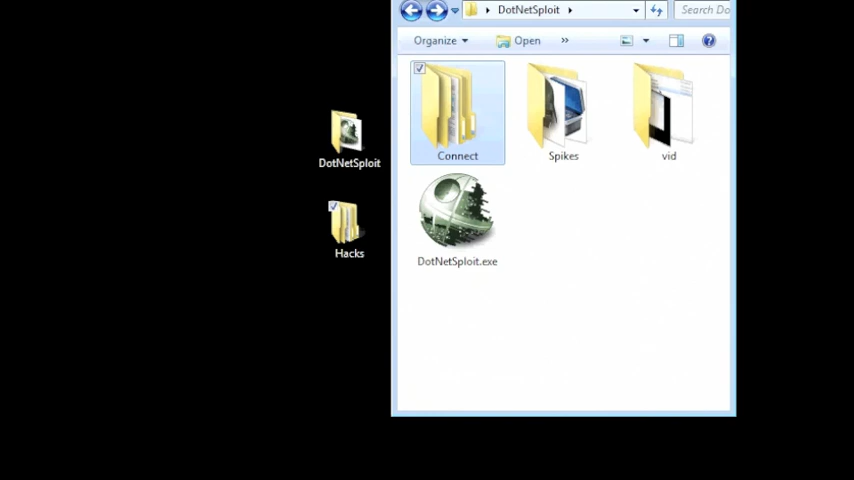 DotNetSploit
Search Do
Organize
Open
Connect
Spikes
vid
DotNetSploit.exe
DotNetSploit
Hacks